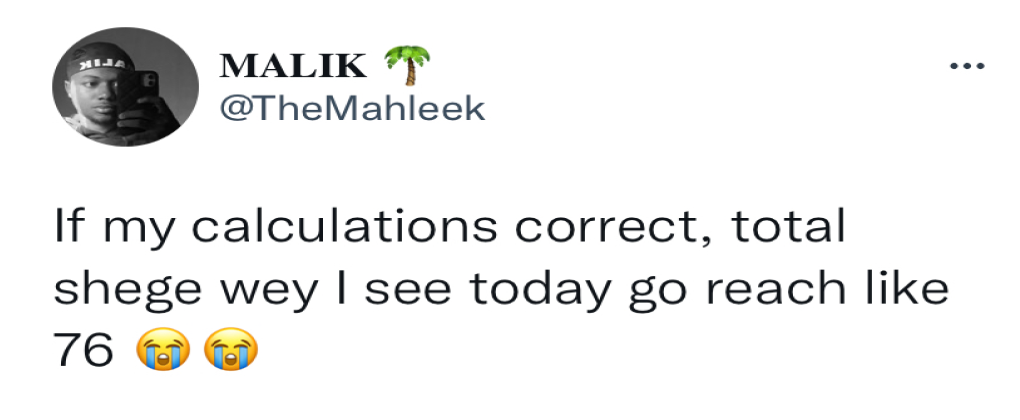 MALIK 🌴
@TheMahleek
If my calculations correct, total
shege wey I see today go reach like
76 😭😭